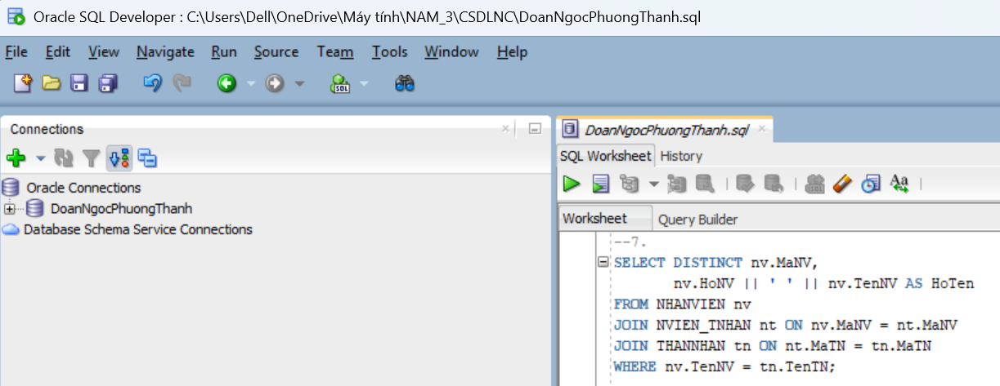 Oracle SQL Developer : C:\Users\Dell\OneDrive\Máy tính\NAM_3\CSDLNC\DoanNgocPhuongThanh.sql
File Edit View Navigate Run Source Team Tools Window Help
SQL
Connections
Oracle Connections
DoanNgocPhuongThanh
Database Schema Service Connections
DoanNgocPhuongThanh.sql
SQL Worksheet History
Aa
Worksheet Query Builder
--7.
SELECT DISTINCT nv.MaNV,
nv.HoNV || ' ' || nv.TenNV AS HoTen
FROM NHANVIEN nv
JOIN NVIEN_TNHAN nt ON nv.MaNV = nt.MaNV
JOIN THANNHAN tn ON nt.MaTN = tn.MaTN
WHERE nv.TenNV = tn.TenTN;